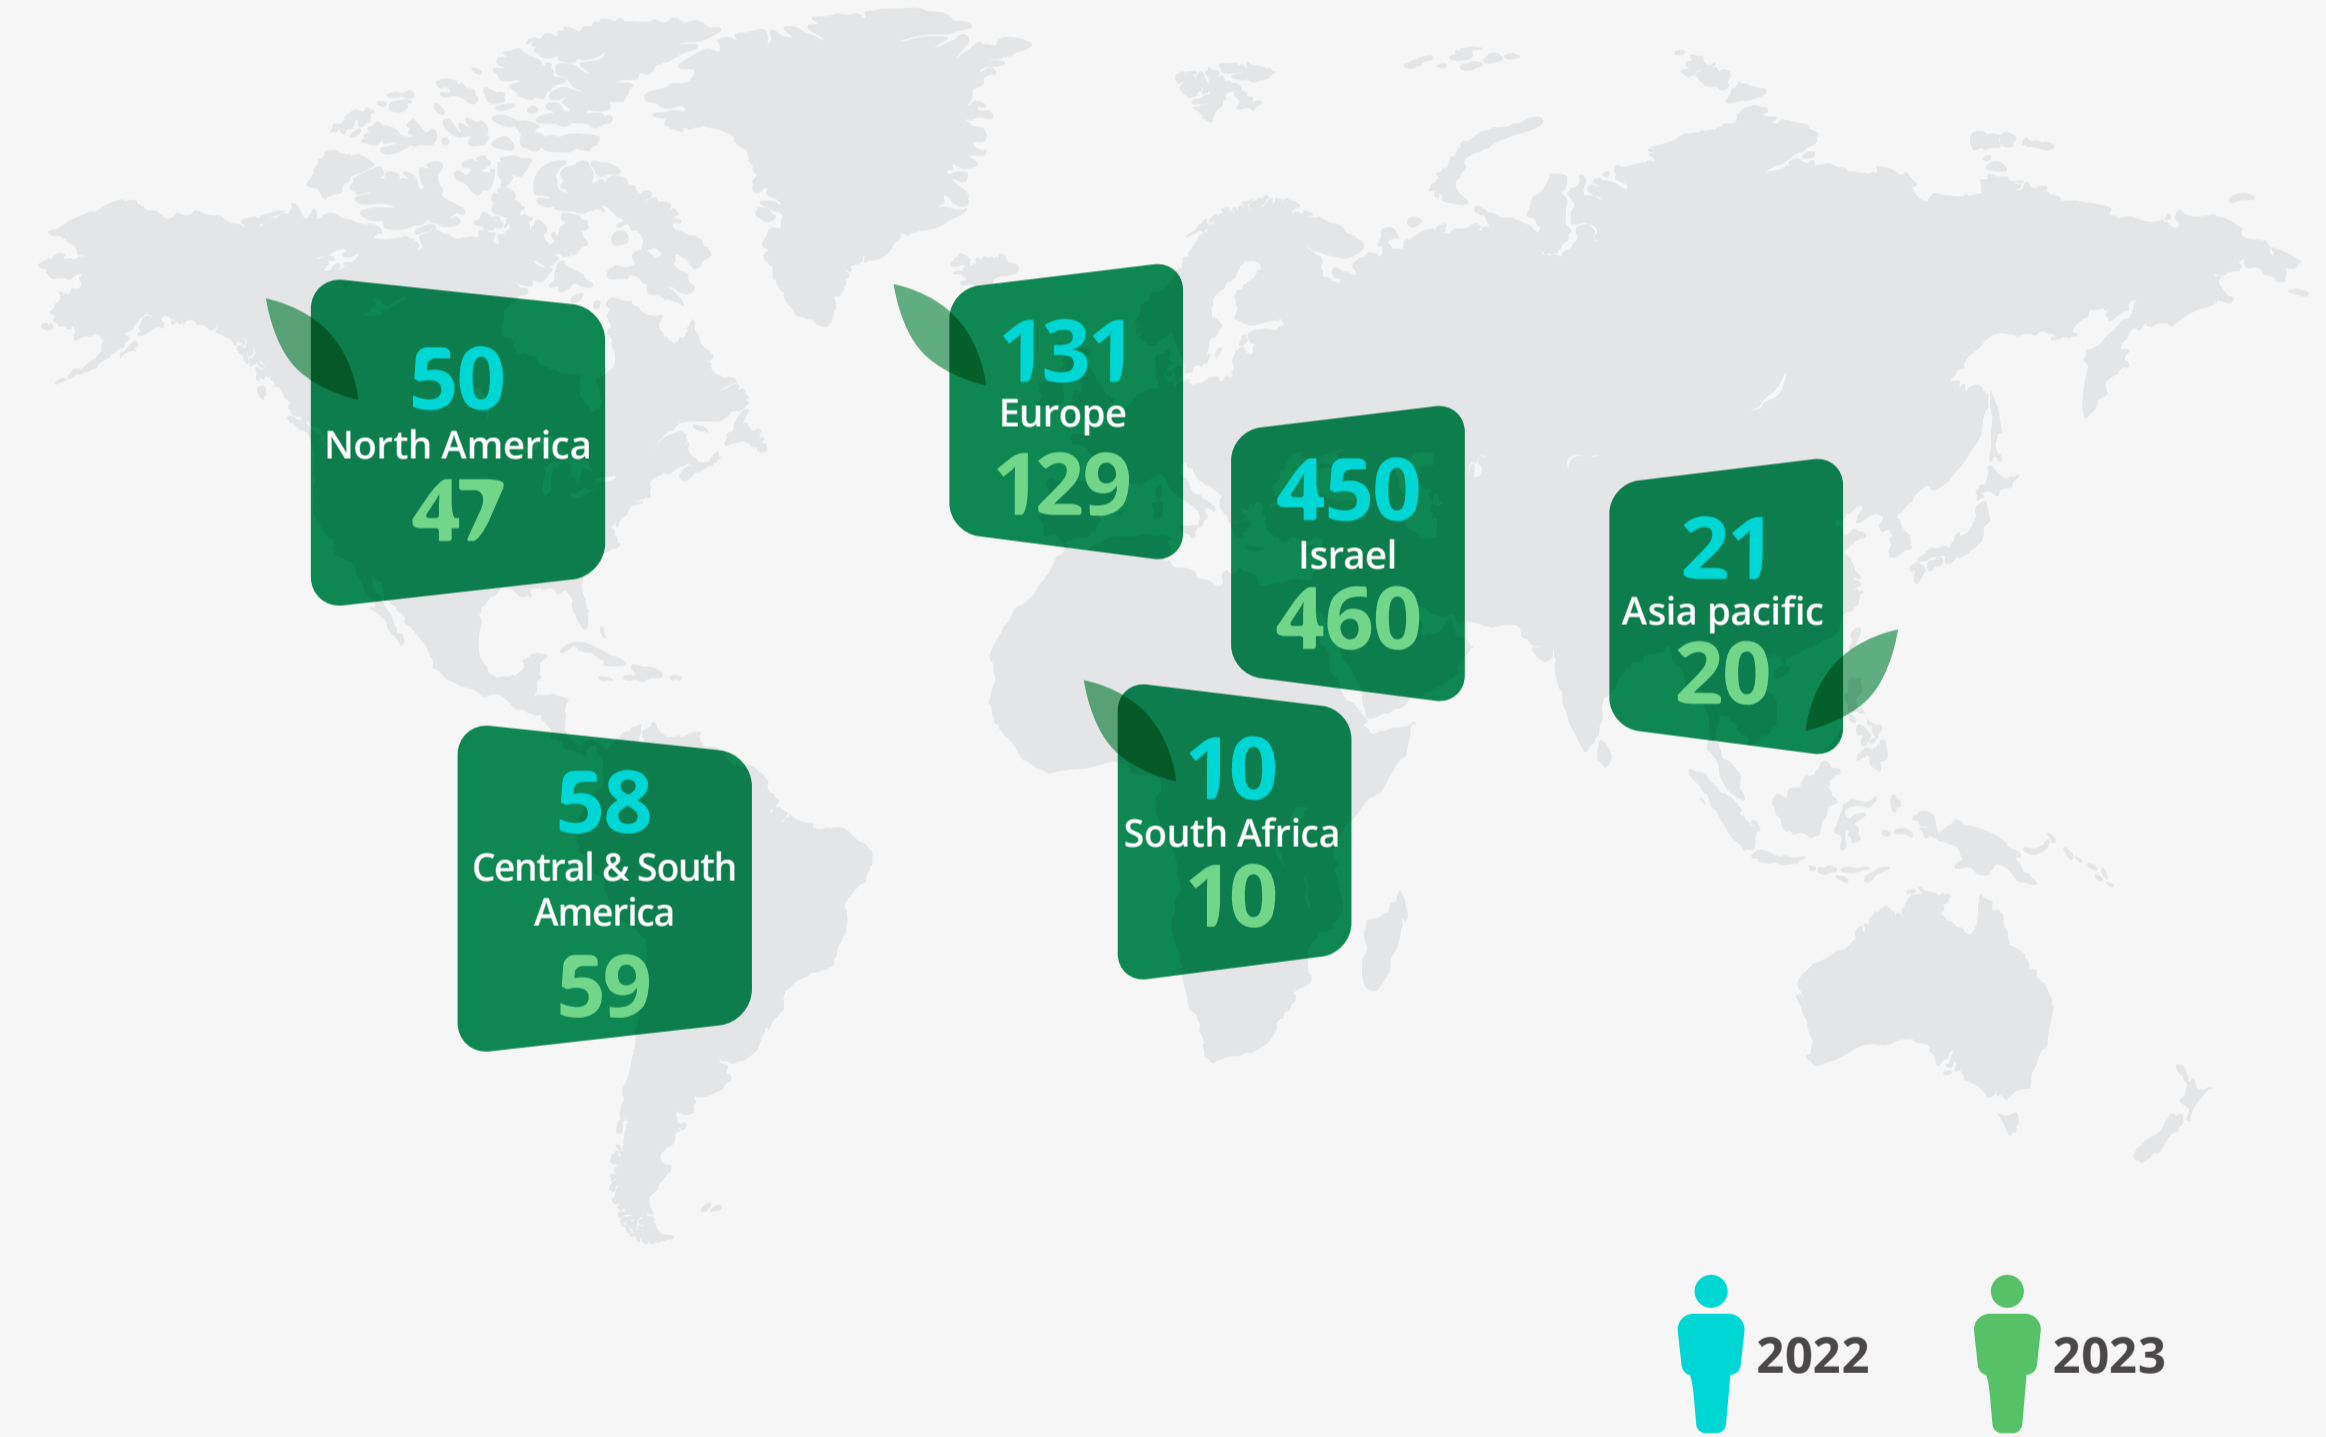 50
North America
47
131
Europe
129
450
Israel
460
21
Asia pacific
20
58
Central & South
America
59
10
South Africa
10
2022
2023